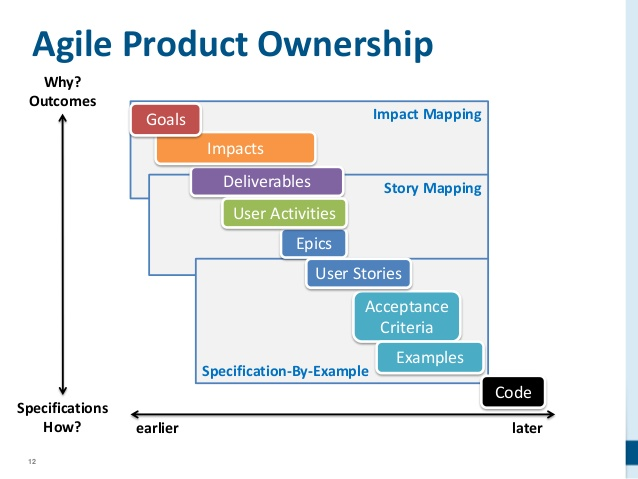 Agile Product Ownership
Why?
Outcomes
Impact Mapping
Goals
Impacts
Deliverables
Story Mapping
User Activities
Epics
User Stories
Acceptance
Criteria
Examples
Specification-By-Example
Code
Specifications
How?
earlier
later
12